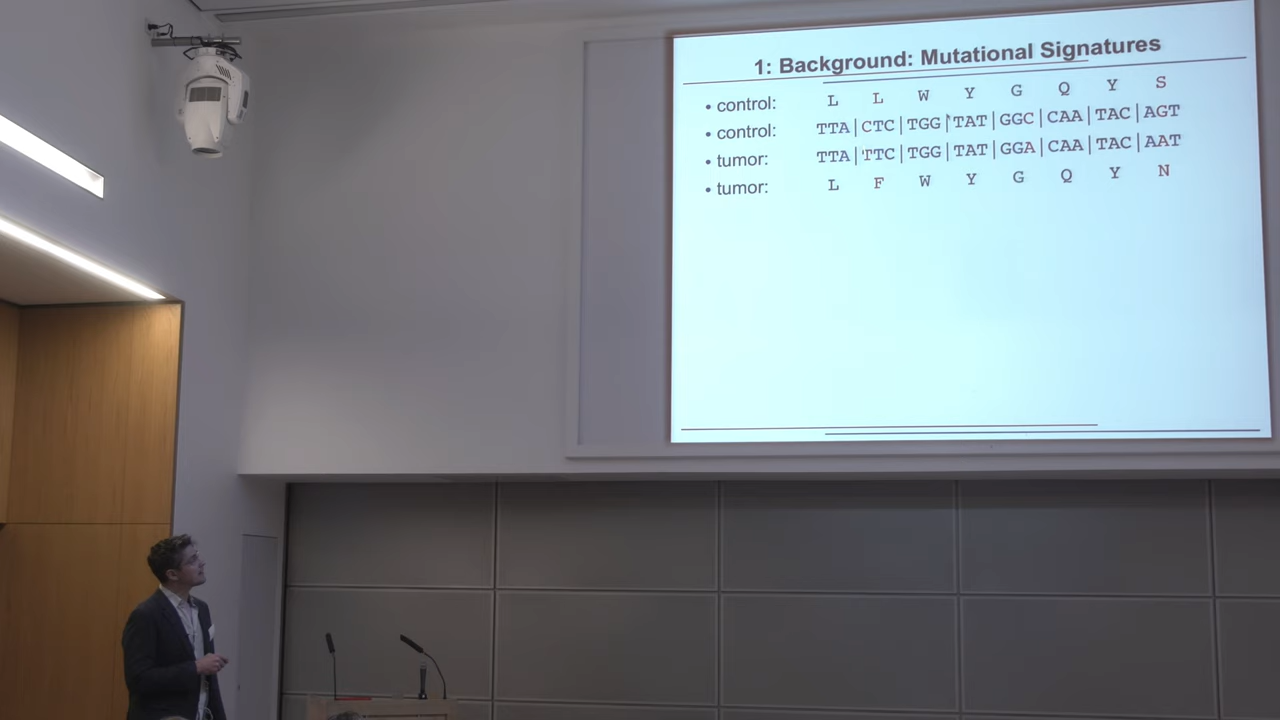 1: Background: Mutational Signatures
• control: L L W Y G Q Y S
• control: TTA|CTC|TGG|TAT|GGC|CAA|TAC|AGT
• tumor: TTA|TTC|TGG|TAT|GGA|CAA|TAC|AAT
• tumor: L F W Y G Q Y N